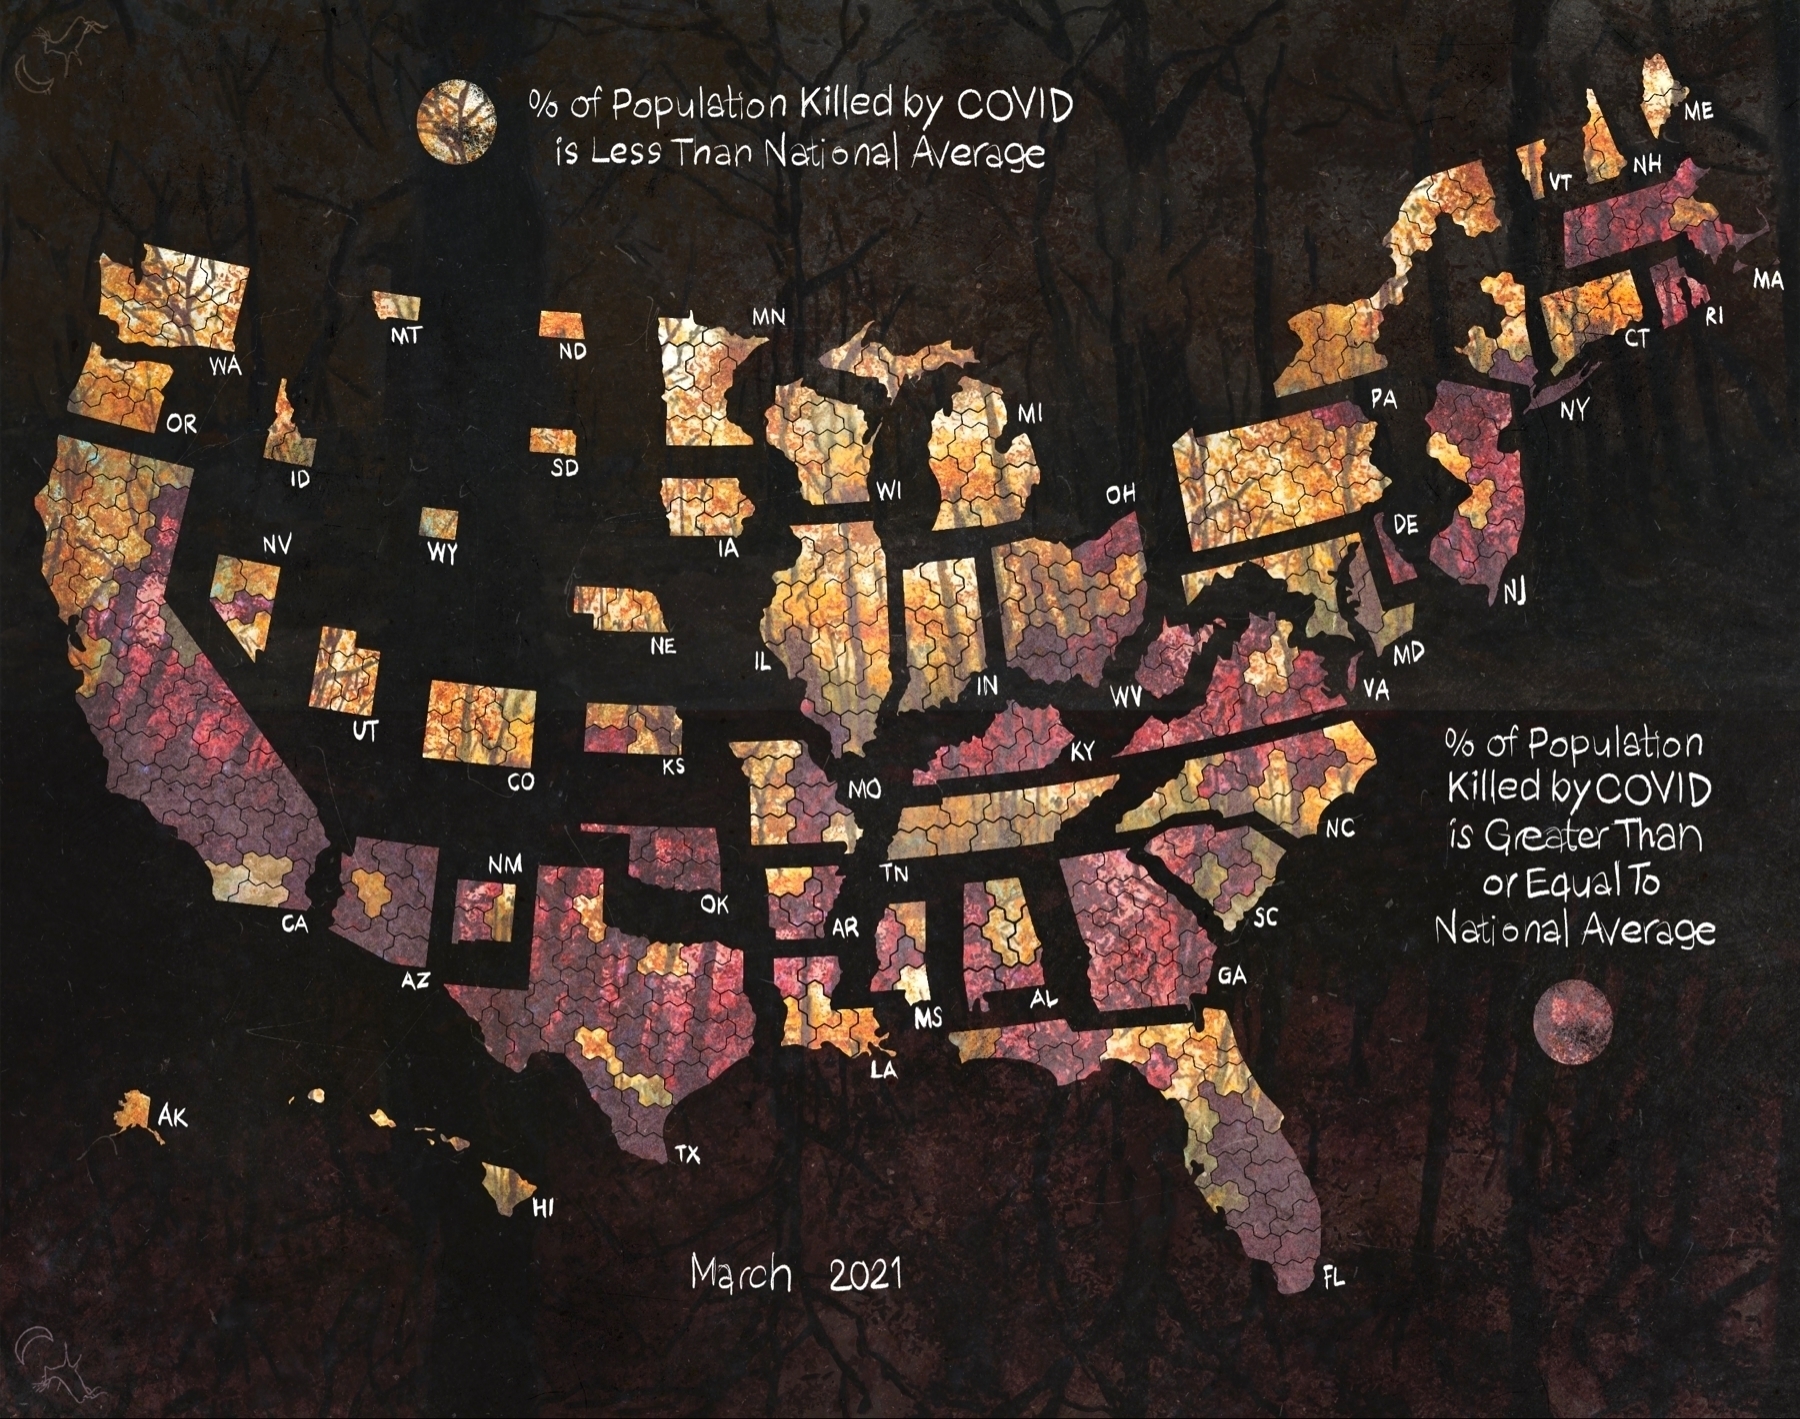 % of Population Killed by COVID
is Less Than National Average
ME
NH
VT
MA
RI
CT
NY
PA
WA
MT
ND
MN
OR
MI
ID
SD
WI
OH
DE
NV
WY
IA
NJ
NE
IL
IN
WV
MD
VA
UT
CO
KS
KY
MO
% of Population
Killed by COVID
is Greater Than
or Equal To
National Average
NC
TN
NM
OK
AR
SC
CA
AZ
AL
GA
MS
LA
AK
TX
HI
FL
March 2021